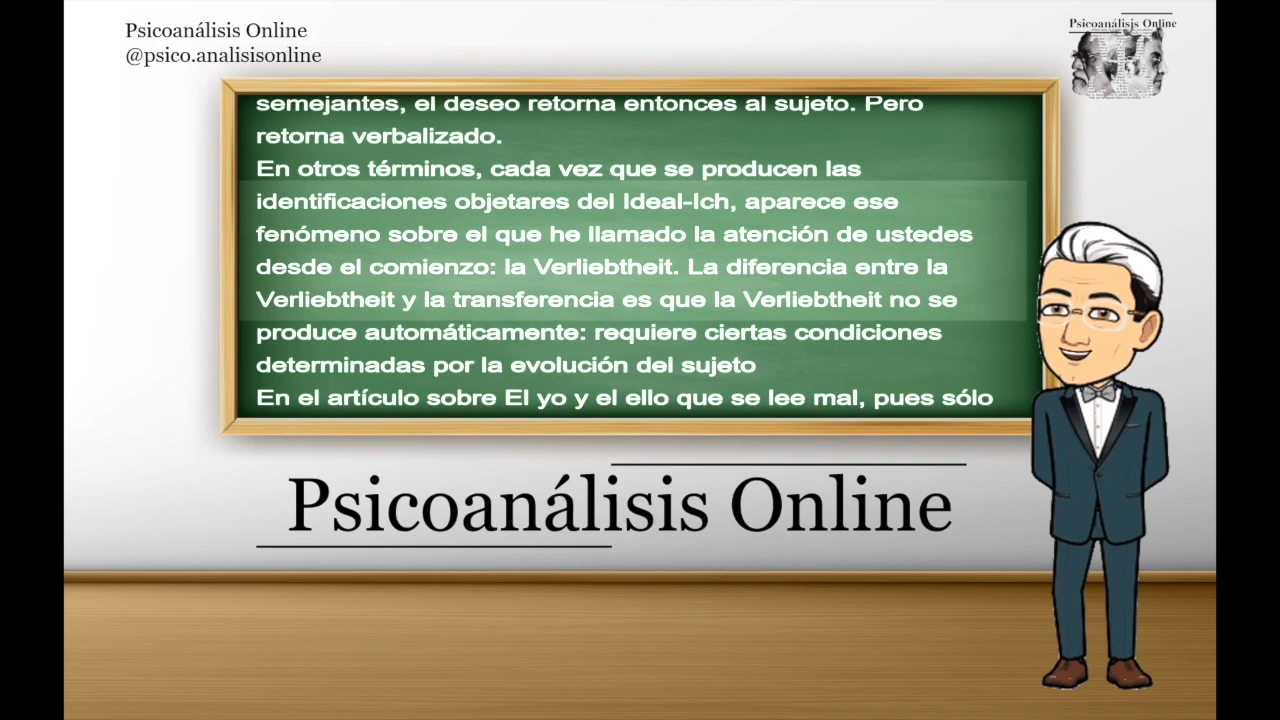 Psicoanálisis Online
@psico.analisisonline
Psicoanálisis Online
semejantes, el deseo retorna entonces al sujeto. Pero
retorna verbalizado.
En otros términos, cada vez que se producen las
identificaciones objetares del Ideal-Ich, aparece ese
fenómeno sobre el que he llamado la atención de ustedes
desde el comienzo: la Verliebtheit. La diferencia entre la
Verliebtheit y la transferencia es que la Verliebtheit no se
produce automáticamente: requiere ciertas condiciones
determinadas por la evolución del sujeto
En el artículo sobre El yo y el ello que se lee mal, pues sólo
Psicoanálisis Online